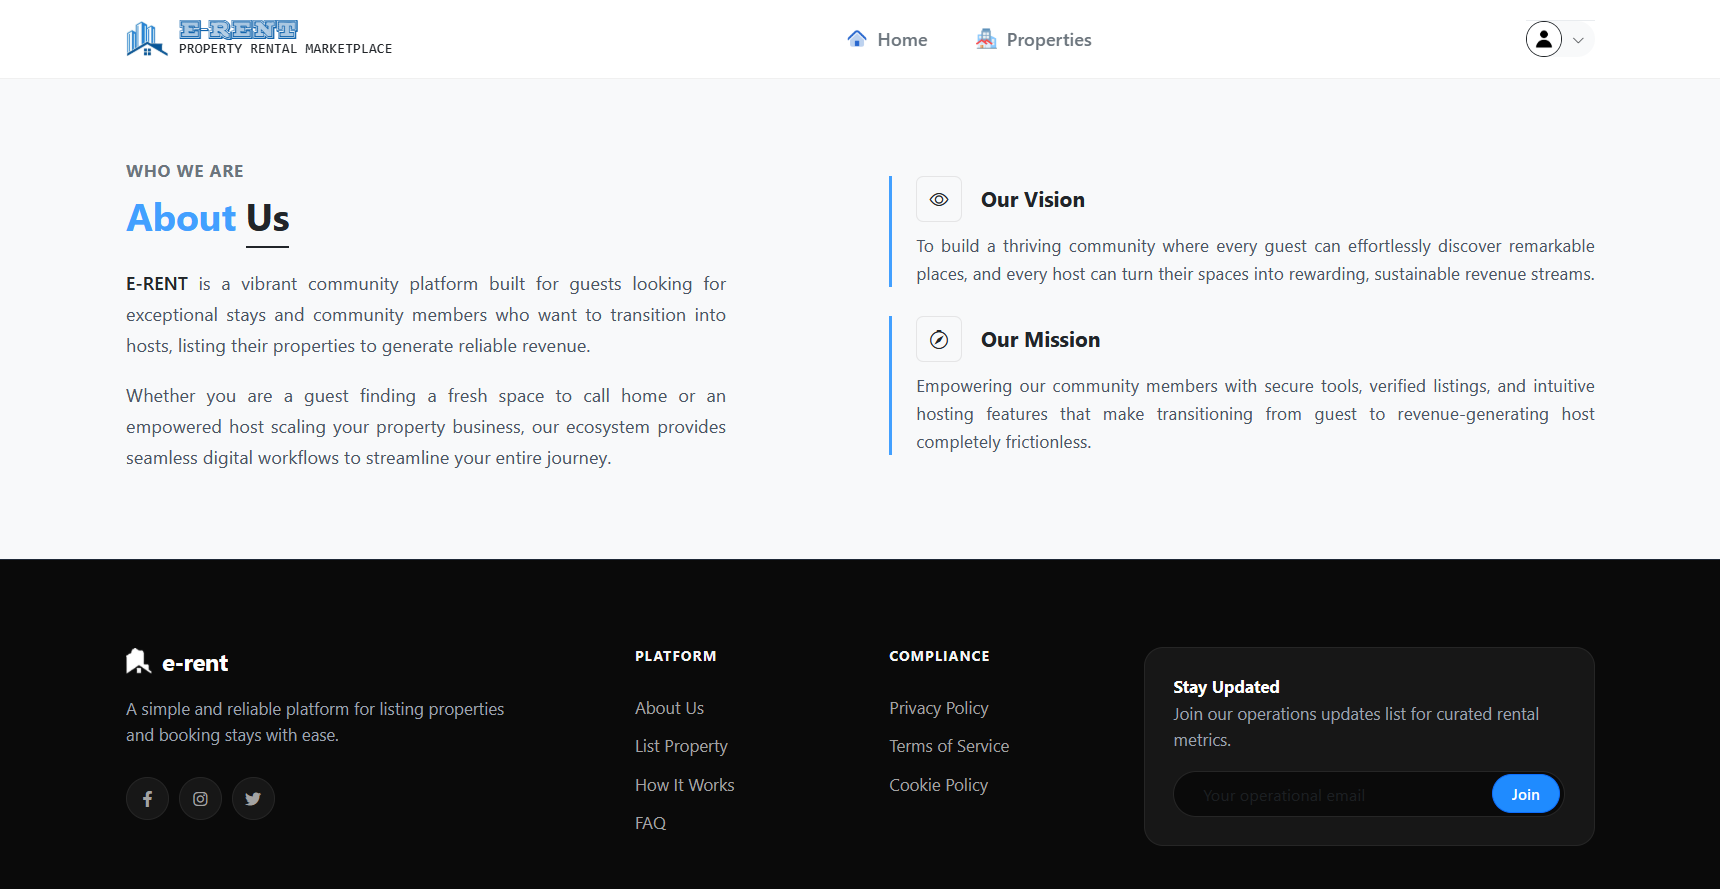 E-RENT
PROPERTY RENTAL MARKETPLACE
Home
Properties
WHO WE ARE
About Us
E-RENT is a vibrant community platform built for guests looking for
exceptional stays and community members who want to transition into
hosts, listing their properties to generate reliable revenue.
Whether you are a guest finding a fresh space to call home or an
empowered host scaling your property business, our ecosystem provides
seamless digital workflows to streamline your entire journey.
Our Vision
To build a thriving community where every guest can effortlessly discover remarkable
places, and every host can turn their spaces into rewarding, sustainable revenue streams.
Our Mission
Empowering our community members with secure tools, verified listings, and intuitive
hosting features that make transitioning from guest to revenue-generating host
completely frictionless.
e-rent
A simple and reliable platform for listing properties
and booking stays with ease.
PLATFORM
About Us
List Property
How It Works
FAQ
COMPLIANCE
Privacy Policy
Terms of Service
Cookie Policy
Stay Updated
Join our operations updates list for curated rental
metrics.
Your operational email
Join